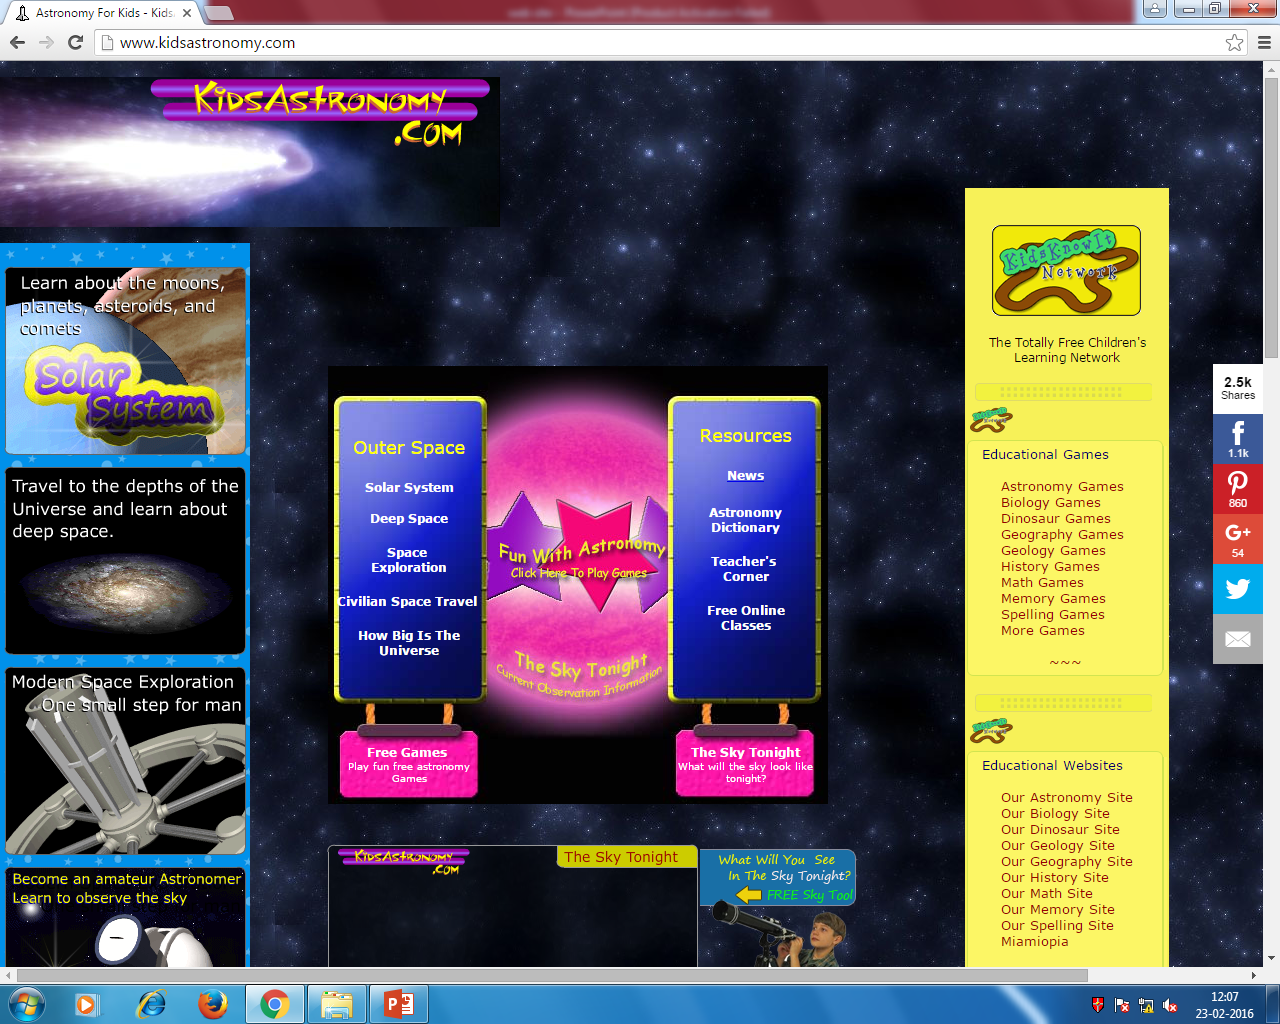 Astronomy For Kids - Kids
www.kidsastronomy.com
KidsAstronomy
.com
Learn about the moons,
planets, asteroids, and
comets
Solar
System
Travel to the depths of the
Universe and learn about
deep space.
Modern Space Exploration
One small step for man
Become an amateur Astronomer
Learn to observe the sky
Outer Space
Solar System
Deep Space
Space
Exploration
Civilian Space Travel
How Big Is The
Universe
Fun With Astronomy
Click Here To Play Games
The Sky Tonight
Current Observation Information
Resources
News
Astronomy
Dictionary
Teacher's
Corner
Free Online
Classes
Free Games
Play fun free astronomy
Games
The Sky Tonight
What will the sky look like
tonight?
KidsAstronomy
.com
The Sky Tonight
What Will You See
In The Sky Tonight?
FREE Sky Tool
KidsKnowIt
Network
The Totally Free Children's
Learning Network
Educational Games
Astronomy Games
Biology Games
Dinosaur Games
Geography Games
Geology Games
History Games
Math Games
Memory Games
Spelling Games
More Games
~~~
Educational Websites
Our Astronomy Site
Our Biology Site
Our Dinosaur Site
Our Geology Site
Our Geography Site
Our History Site
Our Math Site
Our Memory Site
Our Spelling Site
Miamiopia
2.5k
Shares
1.1k
860
G+
54
12:07
23-02-2016